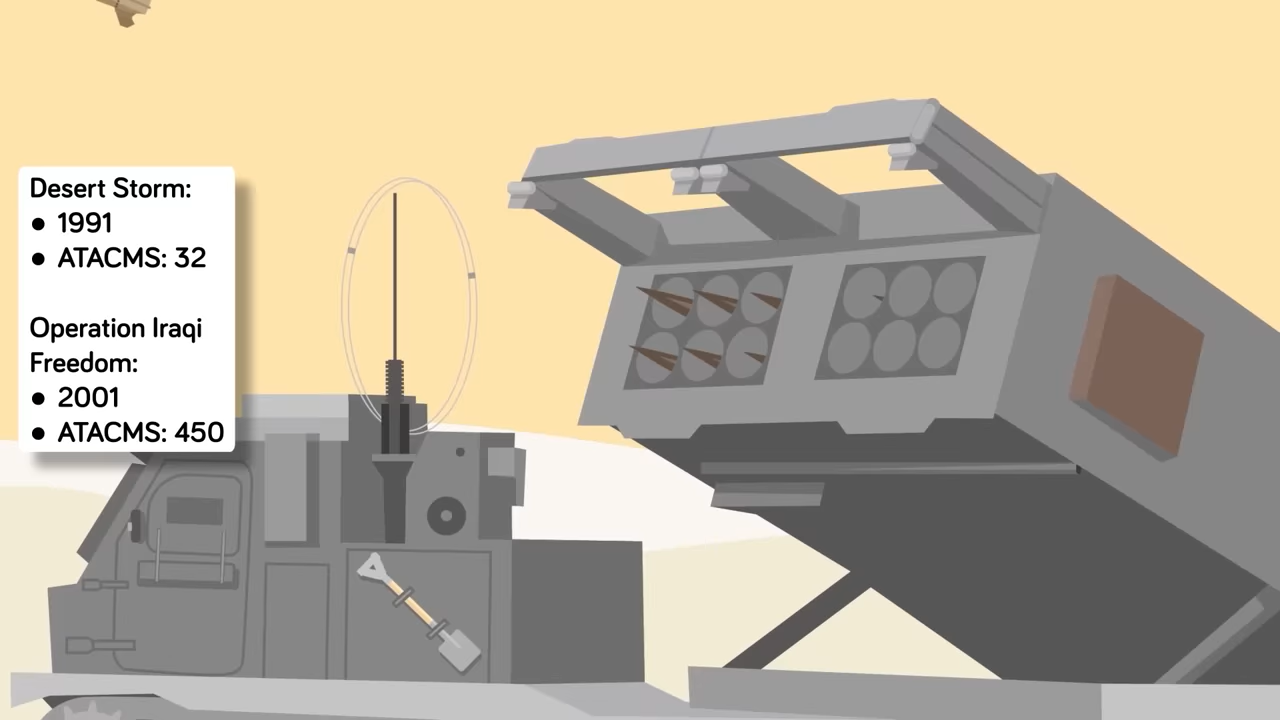 Desert Storm:
● 1991
● ATACMS: 32
Operation Iraqi
Freedom:
● 2001
● ATACMS: 450